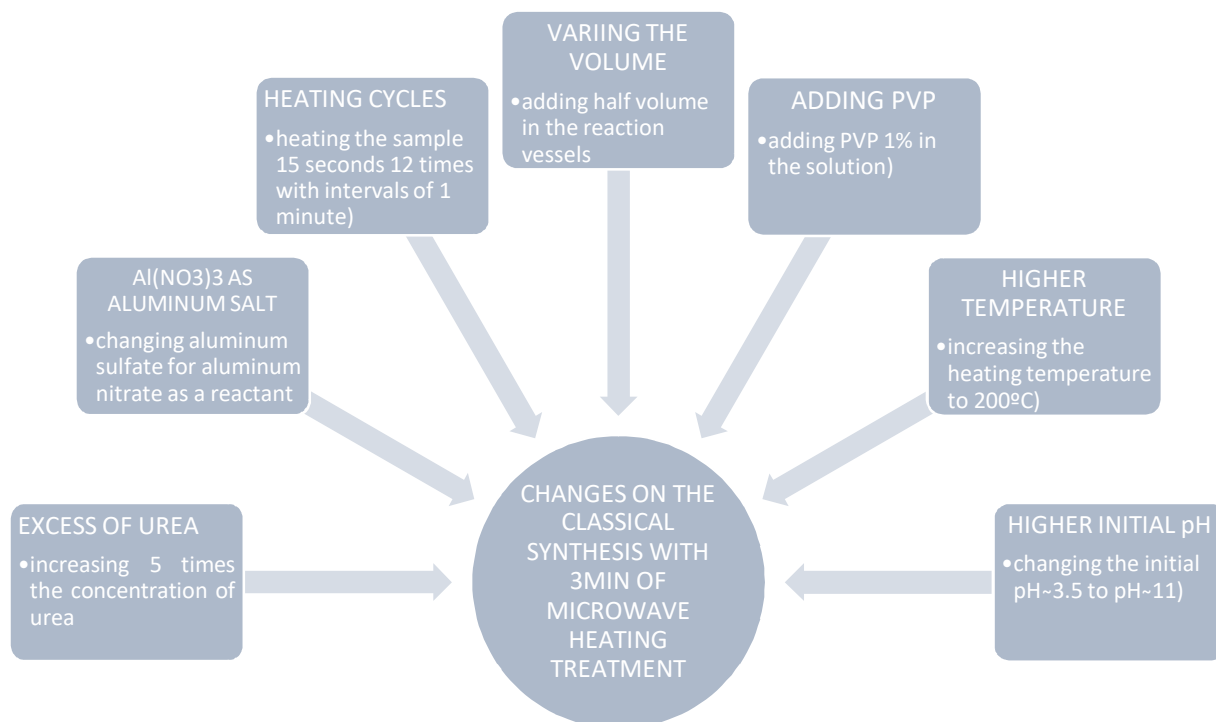 VARIING THE
VOLUME
•adding half volume
in the reaction
vessels
HEATING CYCLES
•heating the sample
15 seconds 12 times
with intervals of 1
minute)
ADDING PVP
•adding PVP 1% in
the solution)
Al(NO3)3 AS
ALUMINUM SALT
•changing aluminum
sulfate for aluminum
nitrate as a reactant
HIGHER
TEMPERATURE
•increasing the
heating temperature
to 200ºC)
EXCESS OF UREA
•increasing 5 times
the concentration of
urea
CHANGES ON THE
CLASSICAL
SYNTHESIS WITH
3MIN OF
MICROWAVE
HEATING
TREATMENT
HIGHER INITIAL pH
•changing the initial
pH~3.5 to pH~11)